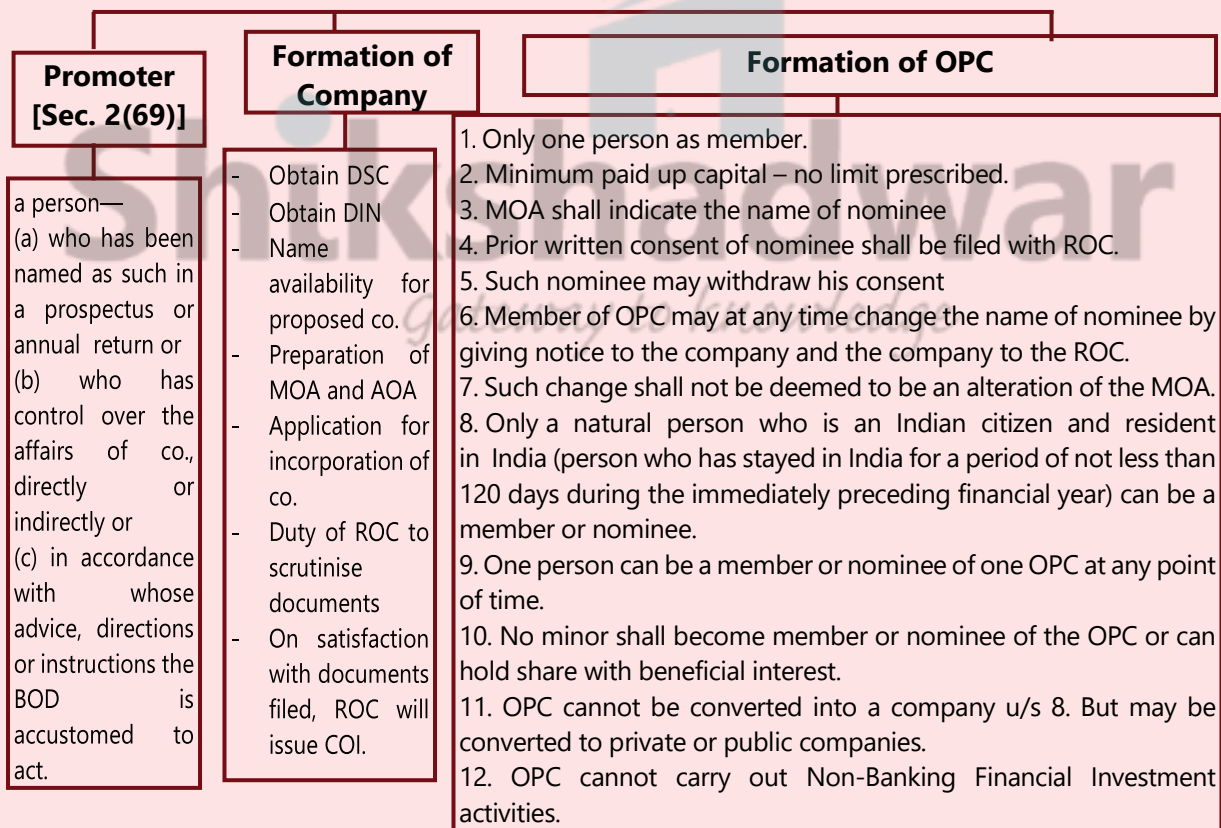 Promoter
[Sec. 2(69)]
a person—
(a) who has been
named as such in
a prospectus or
annual return or
(b) who has
control over the
affairs of co.,
directly or
indirectly or
(c) in accordance
with whose
advice, directions
or instructions the
BOD is
accustomed to
act.
Formation of
Company
- Obtain DSC
- Obtain DIN
- Name
availability for
proposed co.
- Preparation of
MOA and AOA
- Application for
incorporation of
co.
- Duty of ROC to
scrutinise
documents
- On satisfaction
with documents
filed, ROC will
issue COI.
Formation of OPC
1. Only one person as member.
2. Minimum paid up capital – no limit prescribed.
3. MOA shall indicate the name of nominee
4. Prior written consent of nominee shall be filed with ROC.
5. Such nominee may withdraw his consent
6. Member of OPC may at any time change the name of nominee by
giving notice to the company and the company to the ROC.
7. Such change shall not be deemed to be an alteration of the MOA.
8. Only a natural person who is an Indian citizen and resident
in India (person who has stayed in India for a period of not less than
120 days during the immediately preceding financial year) can be a
member or nominee.
9. One person can be a member or nominee of one OPC at any point
of time.
10. No minor shall become member or nominee of the OPC or can
hold share with beneficial interest.
11. OPC cannot be converted into a company u/s 8. But may be
converted to private or public companies.
12. OPC cannot carry out Non-Banking Financial Investment
activities.
Shikshadwar
Gateway to knowledge